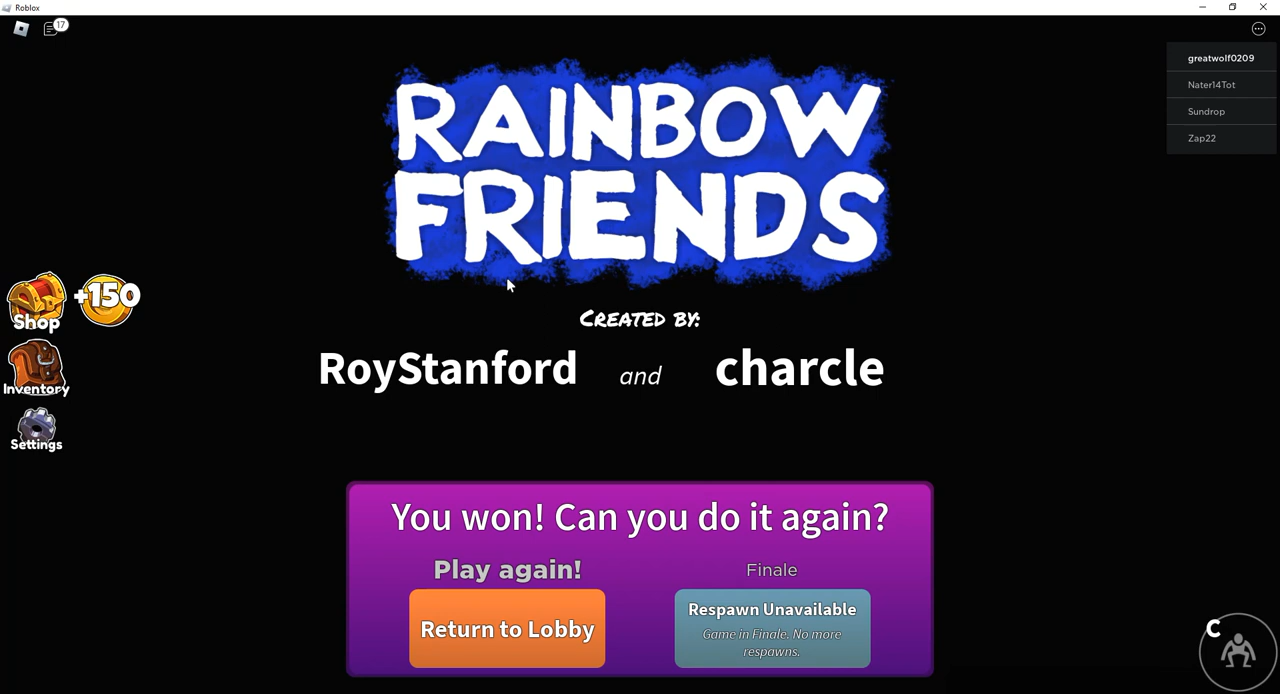 Roblox
17
greatwolf0209
Nater14Tot
Sundrop
Zap22
RAINBOW
FRIENDS
+150
Shop
Inventory
Settings
CREATED BY:
RoyStanford and charcle
You won! Can you do it again?
Play again!
Finale
Return to Lobby
Respawn Unavailable
Game in Finale. No more
respawns.
C